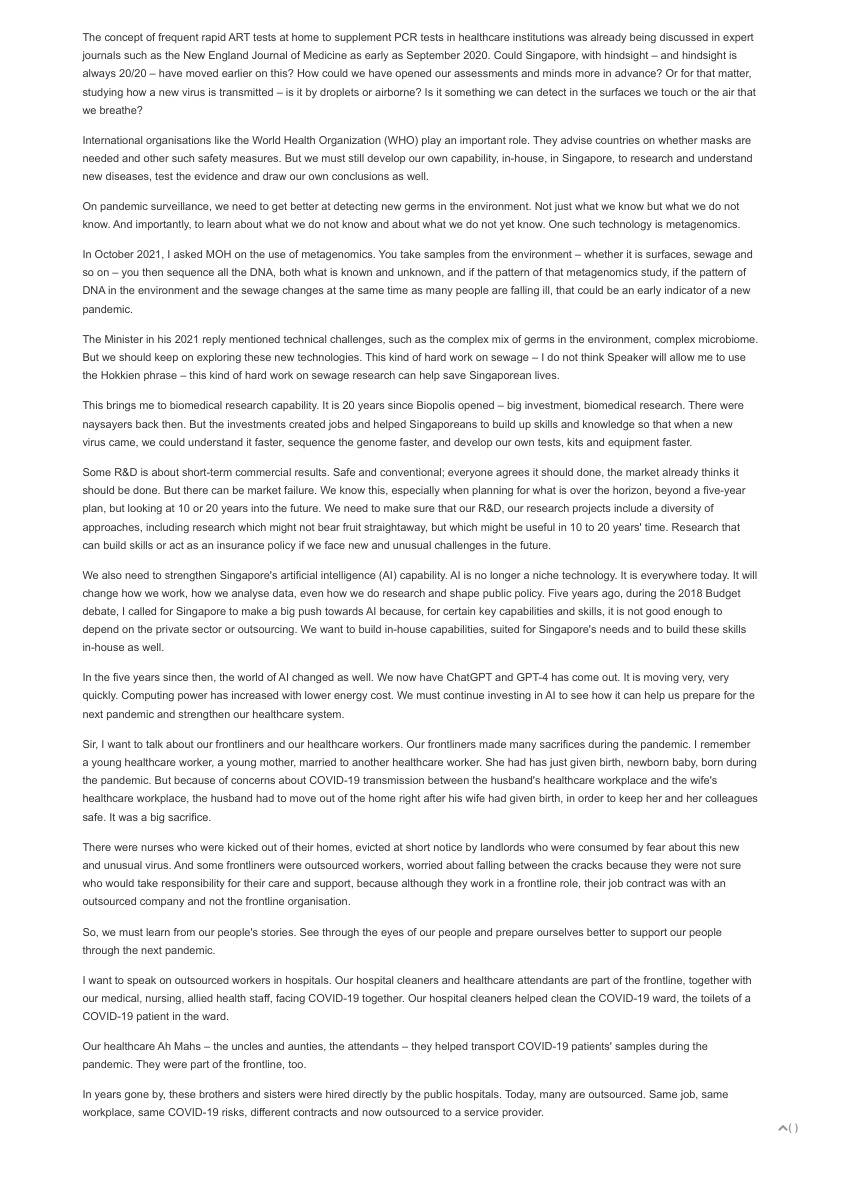 The concept of frequent rapid ART tests at home to supplement PCR tests in healthcare institutions was already being discussed in expert
journals such as the New England Journal of Medicine as early as September 2020. Could Singapore, with hindsight – and hindsight is
always 20/20 – have moved earlier on this? How could we have opened our assessments and minds more in advance? Or for that matter,
studying how a new virus is transmitted – is it by droplets or airborne? Is it something we can detect in the surfaces we touch or the air that
we breathe?
International organisations like the World Health Organization (WHO) play an important role. They advise countries on whether masks are
needed and other such safety measures. But we must still develop our own capability, in-house, in Singapore, to research and understand
new diseases, test the evidence and draw our own conclusions as well.
On pandemic surveillance, we need to get better at detecting new germs in the environment. Not just what we know but what we do not
know. And importantly, to learn about what we do not know and about what we do not yet know. One such technology is metagenomics.
In October 2021, I asked MOH on the use of metagenomics. You take samples from the environment – whether it is surfaces, sewage and
so on – you then sequence all the DNA, both what is known and unknown, and if the pattern of that metagenomics study, if the pattern of
DNA in the environment and the sewage changes at the same time as many people are falling ill, that could be an early indicator of a new
pandemic.
The Minister in his 2021 reply mentioned technical challenges, such as the complex mix of germs in the environment, complex microbiome.
But we should keep on exploring these new technologies. This kind of hard work on sewage – I do not think Speaker will allow me to use
the Hokkien phrase – this kind of hard work on sewage research can help save Singaporean lives.
This brings me to biomedical research capability. It is 20 years since Biopolis opened – big investment, biomedical research. There were
naysayers back then. But the investments created jobs and helped Singaporeans to build up skills and knowledge so that when a new
virus came, we could understand it faster, sequence the genome faster, and develop our own tests, kits and equipment faster.
Some R&D is about short-term commercial results. Safe and conventional; everyone agrees it should done, the market already thinks it
should be done. But there can be market failure. We know this, especially when planning for what is over the horizon, beyond a five-year
plan, but looking at 10 or 20 years into the future. We need to make sure that our R&D, our research projects include a diversity of
approaches, including research which might not bear fruit straightaway, but which might be useful in 10 to 20 years' time. Research that
can build skills or act as an insurance policy if we face new and unusual challenges in the future.
We also need to strengthen Singapore's artificial intelligence (AI) capability. AI is no longer a niche technology. It is everywhere today. It will
change how we work, how we analyse data, even how we do research and shape public policy. Five years ago, during the 2018 Budget
debate, I called for Singapore to make a big push towards AI because, for certain key capabilities and skills, it is not good enough to
depend on the private sector or outsourcing. We want to build in-house capabilities, suited for Singapore's needs and to build these skills
in-house as well.
In the five years since then, the world of AI changed as well. We now have ChatGPT and GPT-4 has come out. It is moving very, very
quickly. Computing power has increased with lower energy cost. We must continue investing in AI to see how it can help us prepare for the
next pandemic and strengthen our healthcare system.
Sir, I want to talk about our frontliners and our healthcare workers. Our frontliners made many sacrifices during the pandemic. I remember
a young healthcare worker, a young mother, married to another healthcare worker. She had has just given birth, newborn baby, born during
the pandemic. But because of concerns about COVID-19 transmission between the husband's healthcare workplace and the wife's
healthcare workplace, the husband had to move out of the home right after his wife had given birth, in order to keep her and her colleagues
safe. It was a big sacrifice.
There were nurses who were kicked out of their homes, evicted at short notice by landlords who were consumed by fear about this new
and unusual virus. And some frontliners were outsourced workers, worried about falling between the cracks because they were not sure
who would take responsibility for their care and support, because although they work in a frontline role, their job contract was with an
outsourced company and not the frontline organisation.
So, we must learn from our people's stories. See through the eyes of our people and prepare ourselves better to support our people
through the next pandemic.
I want to speak on outsourced workers in hospitals. Our hospital cleaners and healthcare attendants are part of the frontline, together with
our medical, nursing, allied health staff, facing COVID-19 together. Our hospital cleaners helped clean the COVID-19 ward, the toilets of a
COVID-19 patient in the ward.
Our healthcare Ah Mahs – the uncles and aunties, the attendants – they helped transport COVID-19 patients' samples during the
pandemic. They were part of the frontline, too.
In years gone by, these brothers and sisters were hired directly by the public hospitals. Today, many are outsourced. Same job, same
workplace, same COVID-19 risks, different contracts and now outsourced to a service provider.
( )